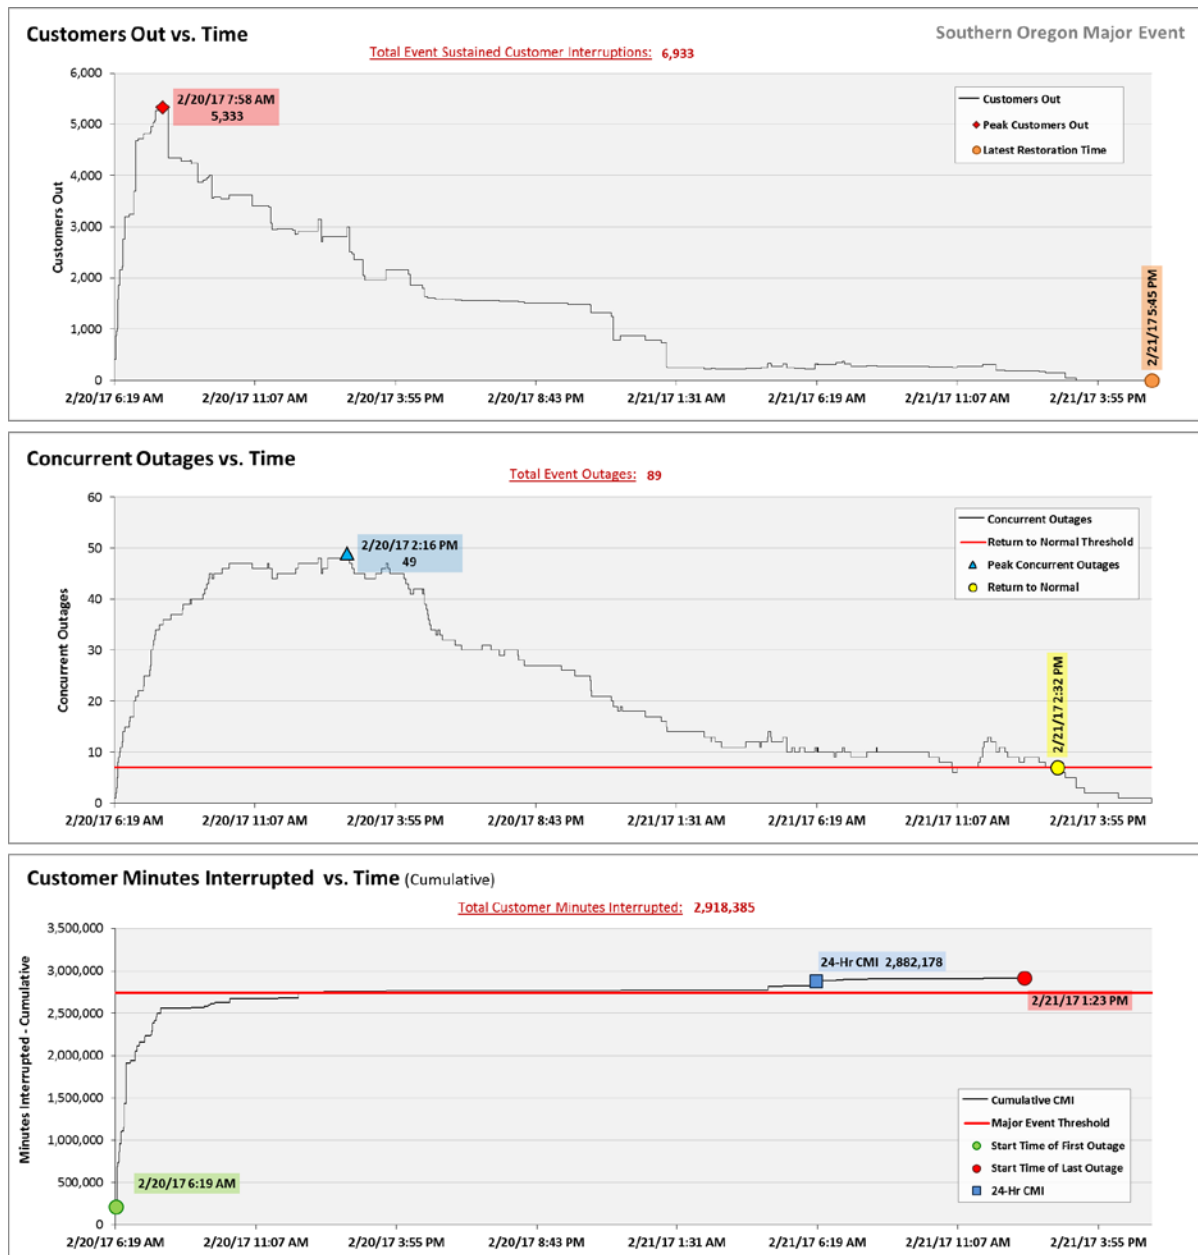 Customers Out vs. Time
Southern Oregon Major Event
Total Event Sustained Customer Interruptions: 6,933
6,000
5,000
4,000
3,000
2,000
1,000
0
Customers Out
2/20/17 7:58 AM
5,333
Customers Out
Peak Customers Out
Latest Restoration Time
2/21/17 5:45 PM
2/20/17 6:19 AM 2/20/17 11:07 AM 2/20/17 3:55 PM 2/20/17 8:43 PM 2/21/17 1:31 AM 2/21/17 6:19 AM 2/21/17 11:07 AM 2/21/17 3:55 PM
Concurrent Outages vs. Time
Total Event Outages: 89
60
50
40
30
20
10
0
Concurrent Outages
2/20/17 2:16 PM
49
Concurrent Outages
Return to Normal Threshold
Peak Concurrent Outages
Return to Normal
2/21/17 2:32 PM
2/20/17 6:19 AM 2/20/17 11:07 AM 2/20/17 3:55 PM 2/20/17 8:43 PM 2/21/17 1:31 AM 2/21/17 6:19 AM 2/21/17 11:07 AM 2/21/17 3:55 PM
Customer Minutes Interrupted vs. Time (Cumulative)
Total Customer Minutes Interrupted: 2,918,385
3,500,000
3,000,000
2,500,000
2,000,000
1,500,000
1,000,000
500,000
0
Minutes Interrupted - Cumulative
24-Hr CMI 2,882,178
2/21/17 1:23 PM
2/20/17 6:19 AM
Cumulative CMI
Major Event Threshold
Start Time of First Outage
Start Time of Last Outage
24-Hr CMI
2/20/17 6:19 AM 2/20/17 11:07 AM 2/20/17 3:55 PM 2/20/17 8:43 PM 2/21/17 1:31 AM 2/21/17 6:19 AM 2/21/17 11:07 AM 2/21/17 3:55 PM